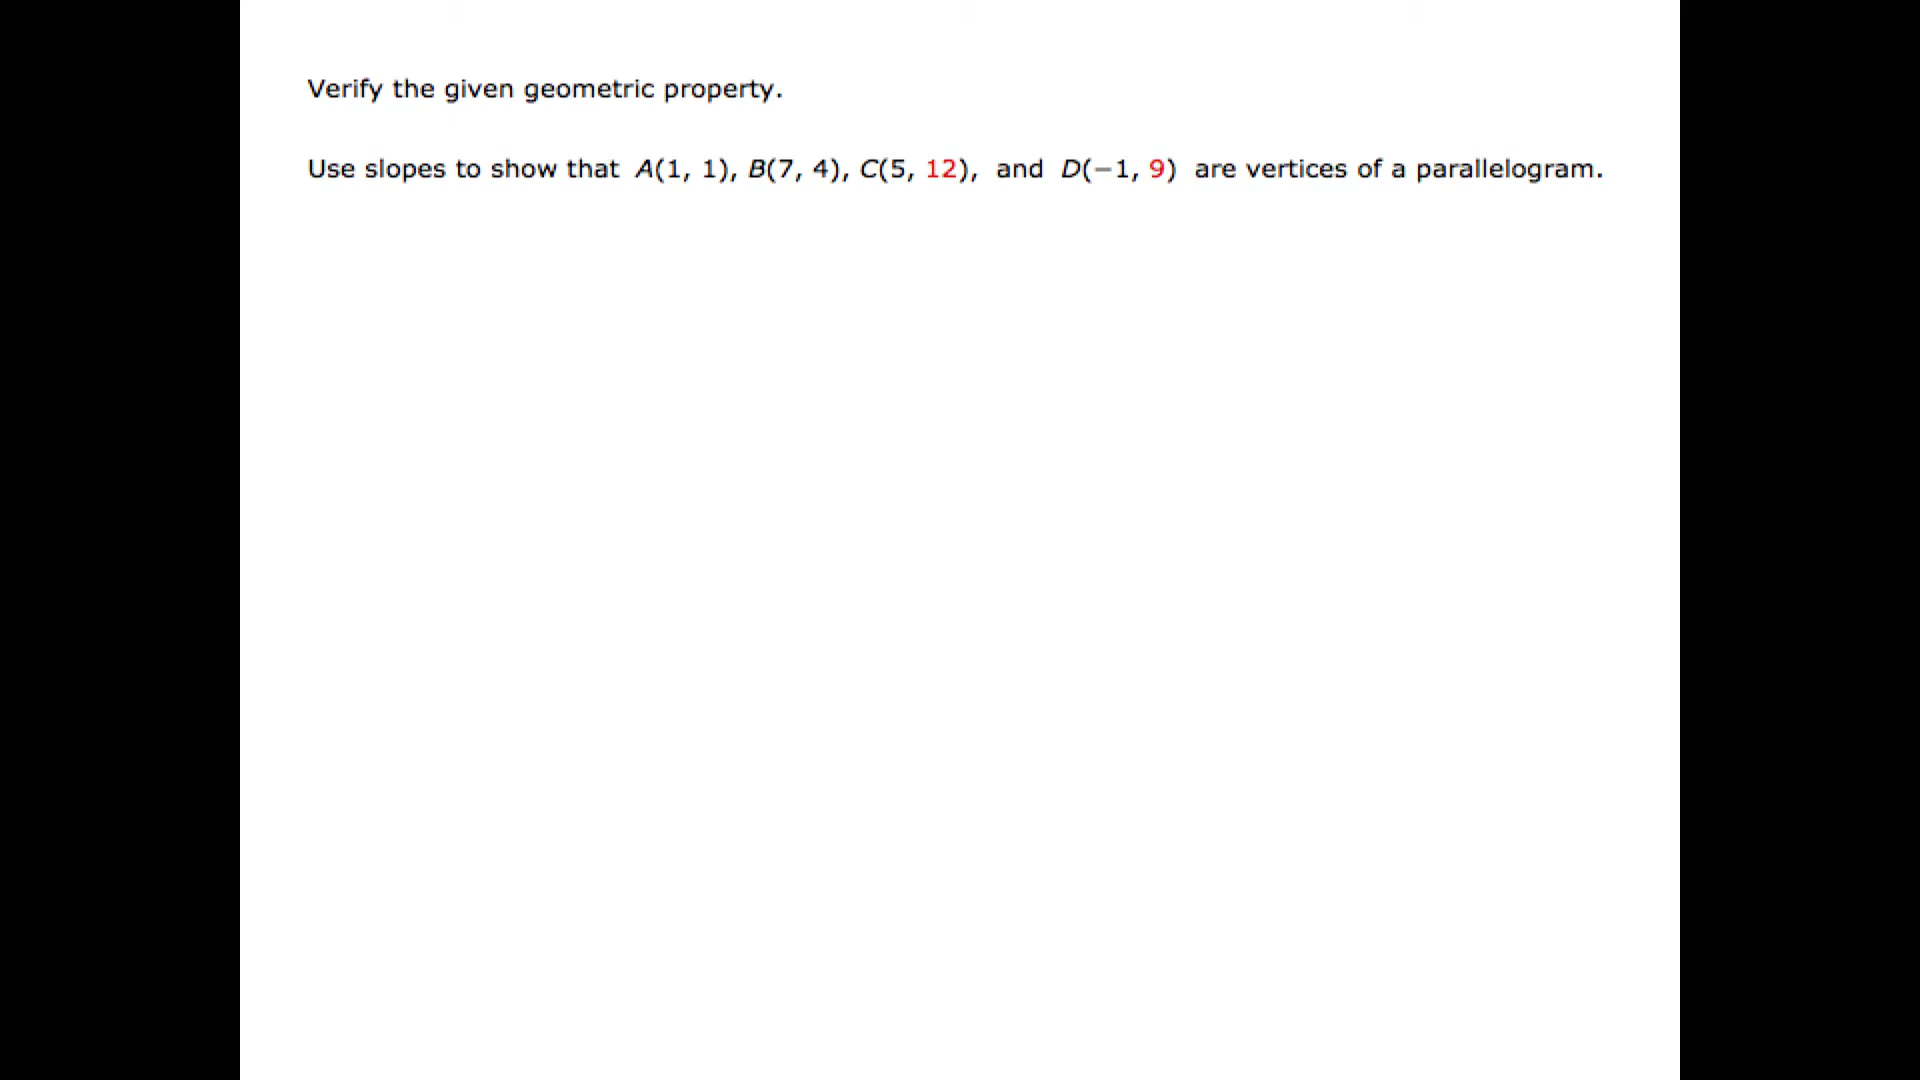 Verify the given geometric property.
Use slopes to show that A(1, 1), B(7, 4), C(5, 12), and D(−1, 9) are vertices of a parallelogram.